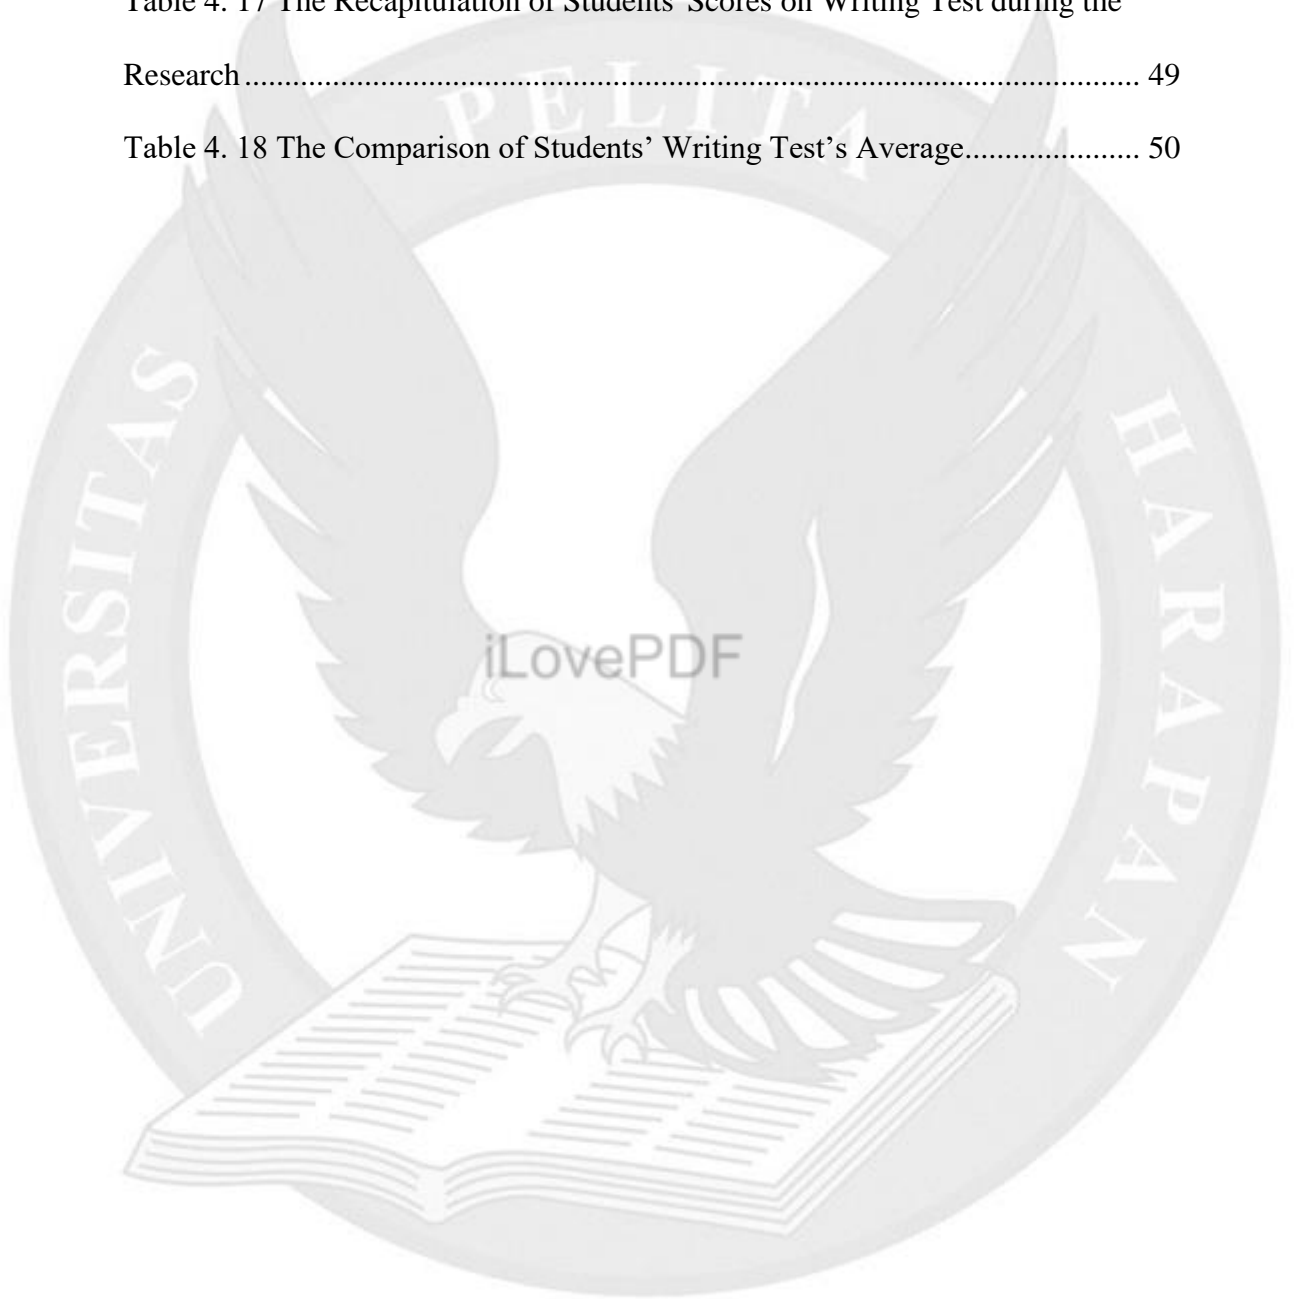 Table 4. 17 The Recapitulation of Students' Scores on Writing Test during the
Research ........................................................................................................ 49
Table 4. 18 The Comparison of Students’ Writing Test’s Average...................... 50
UNIVERSITAS PELITA HARAPAN
iLovePDF